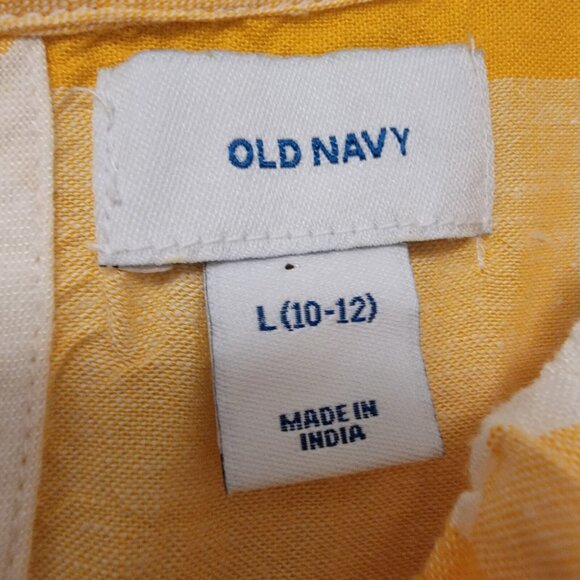 OLD NAVY
L (10-12)
MADE IN
INDIA